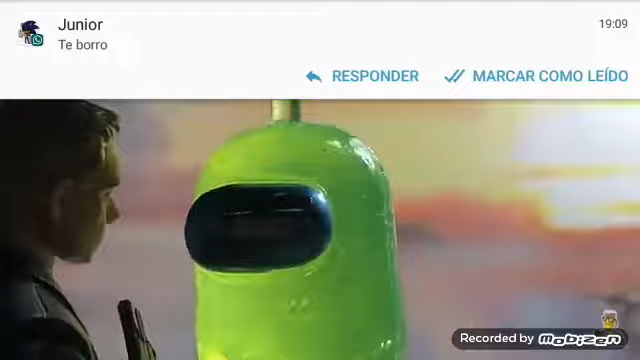 Junior
19:09
Te borro
RESPONDER
MARCAR COMO LEÍDO
Recorded by MOBIZEN